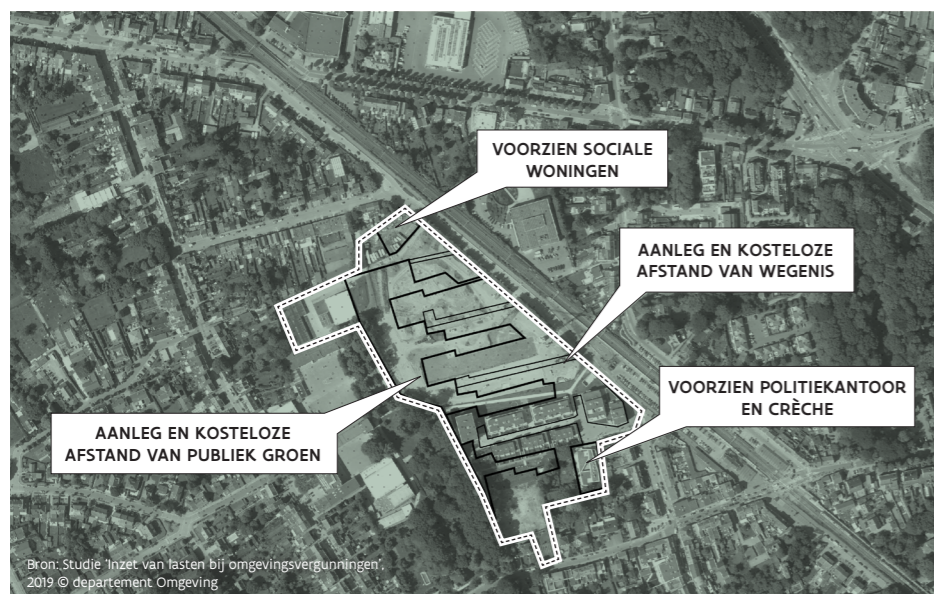 VOORZIEN SOCIALE
WONINGEN
AANLEG EN KOSTELOZE
AFSTAND VAN WEGENIS
VOORZIEN POLITIEKANTOOR
EN CRÈCHE
AANLEG EN KOSTELOZE
AFSTAND VAN PUBLIEK GROEN
Bron: Studie 'Inzet van lasten bij omgevingsvergunningen',
2019 © departement Omgeving